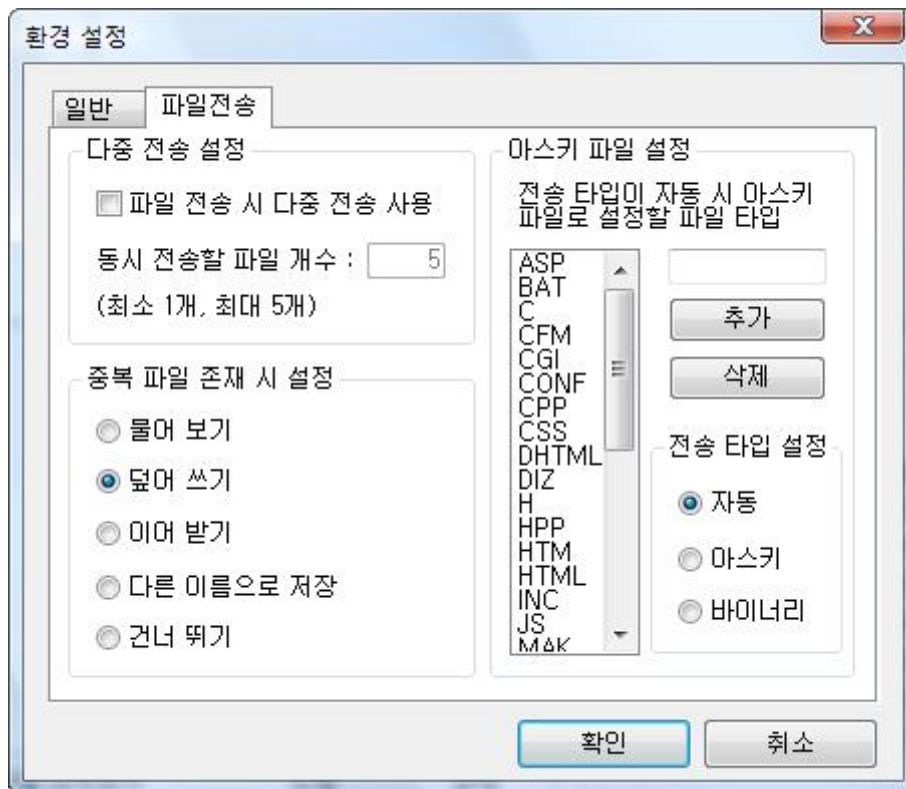 환경 설정
일반
파일전송
다중 전송 설정
파일 전송 시 다중 전송 사용
동시 전송할 파일 개수 : 5
(최소 1개, 최대 5개)
중복 파일 존재 시 설정
물어 보기
덮어 쓰기
이어 받기
다른 이름으로 저장
건너 뛰기
아스키 파일 설정
전송 타입이 자동 시 아스키
파일로 설정할 파일 타입
ASP
BAT
C
CFM
CGI
CONF
CPP
CSS
DHTML
DIZ
H
HPP
HTM
HTML
INC
JS
MAK
추가
삭제
전송 타입 설정
자동
아스키
바이너리
확인
취소